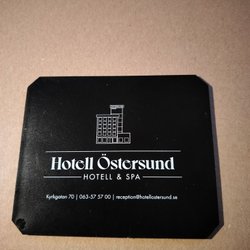 Hotell Östersund
HOTELL & SPA
Kyrkgatan 70 | 063-57 57 00 | reception@hotellostersund.se